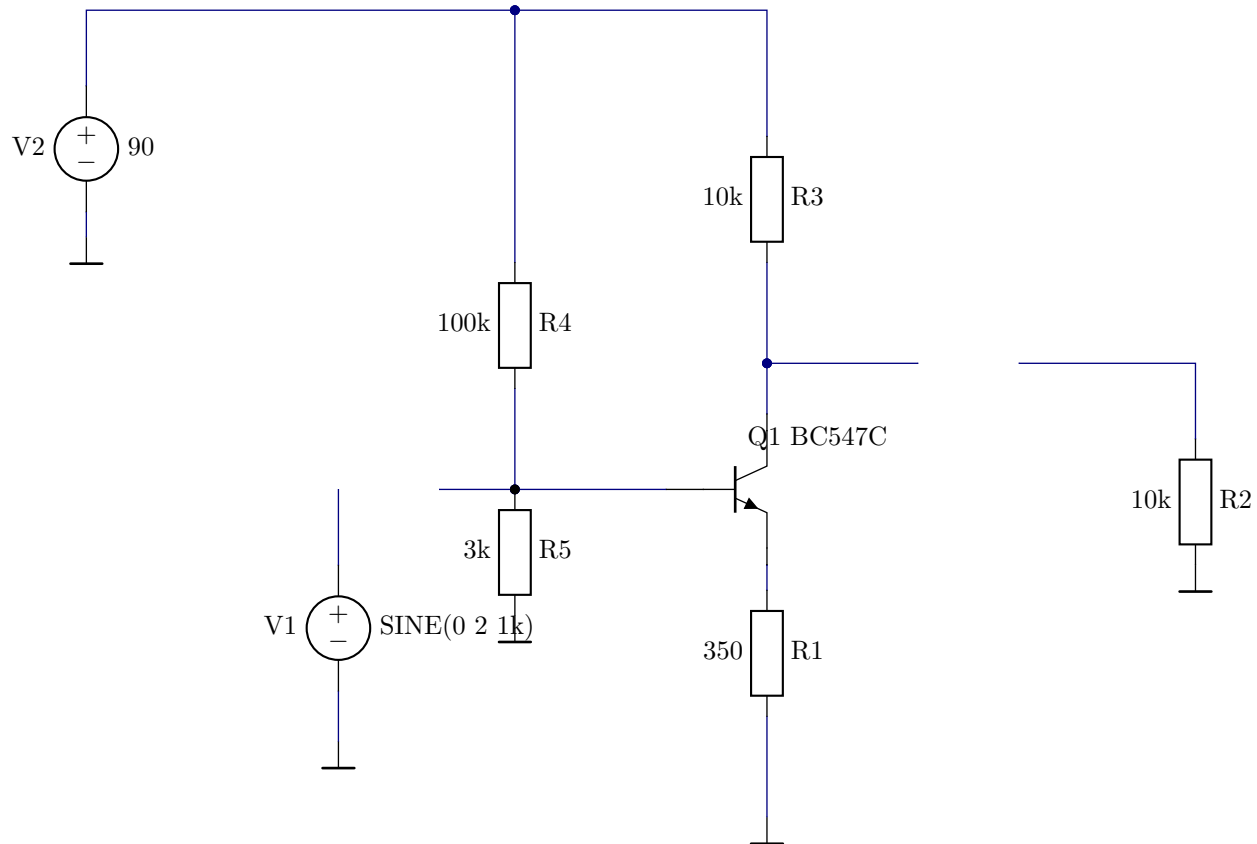 V2
+
−
90
10k
R3
100k
R4
Q1 BC547C
10k
R2
3k
R5
V1
+
−
SINE(0 2 1k)
350
R1